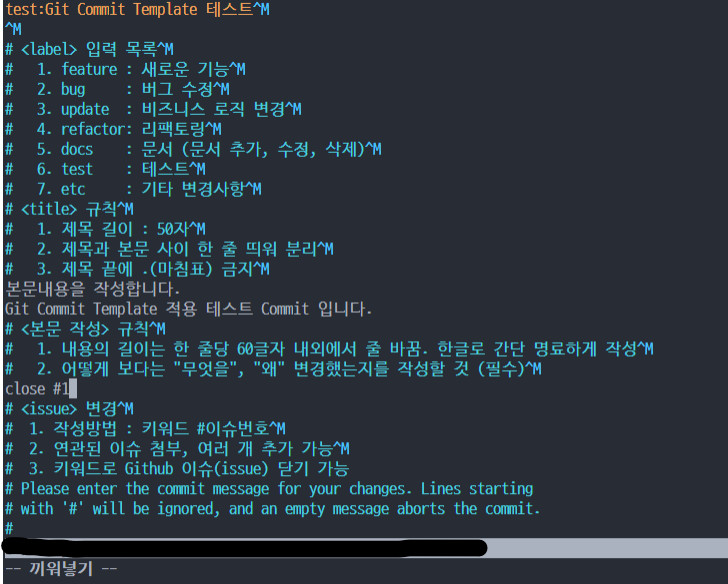 test:Git Commit Template 테스트^M
^M
# <label> 입력 목록^M
#   1. feature : 새로운 기능^M
#   2. bug     : 버그 수정^M
#   3. update  : 비즈니스 로직 변경^M
#   4. refactor: 리팩토링^M
#   5. docs    : 문서 (문서 추가, 수정, 삭제)^M
#   6. test    : 테스트^M
#   7. etc     : 기타 변경사항^M
# <title> 규칙^M
#   1. 제목 길이 : 50자^M
#   2. 제목과 본문 사이 한 줄 띄워 분리^M
#   3. 제목 끝에 .(마침표) 금지^M
본문내용을 작성합니다.
Git Commit Template 적용 테스트 Commit 입니다.
# <본문 작성> 규칙^M
#   1. 내용의 길이는 한 줄당 60글자 내외에서 줄 바꿈. 한글로 간단 명료하게 작성^M
#   2. 어떻게 보다는 "무엇을", "왜" 변경했는지를 작성할 것 (필수)^M
close #1
# <issue> 변경^M
#  1. 작성방법 : 키워드 #이슈번호^M
#  2. 연관된 이슈 첨부, 여러 개 추가 가능^M
#  3. 키워드로 Github 이슈(issue) 닫기 가능
# Please enter the commit message for your changes. Lines starting
# with '#' will be ignored, and an empty message aborts the commit.
#
-- 끼워넣기 --